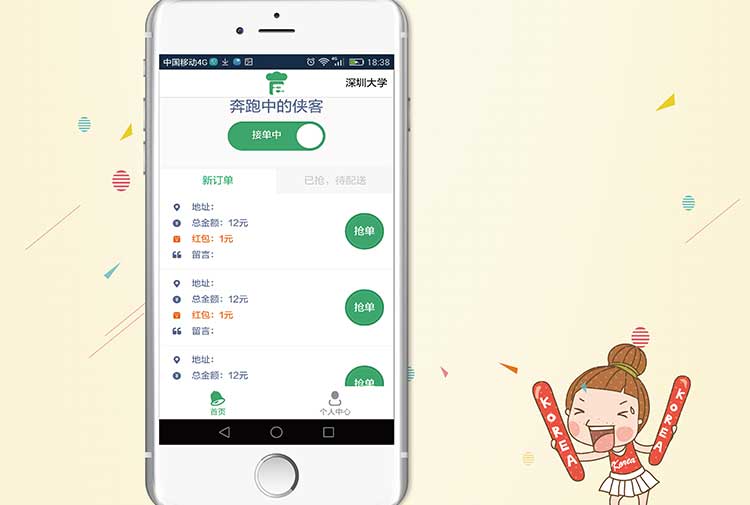 中国移动4G 4G 18:38
深圳大学
奔跑中的侠客
接单中
新订单 已抢，待配送
地址：
总金额：12元
红包：1元
留言：
抢单
地址：
总金额：12元
红包：1元
留言：
抢单
地址：
总金额：12元
抢单
首页 个人中心
KOREA
Korea
KOREA